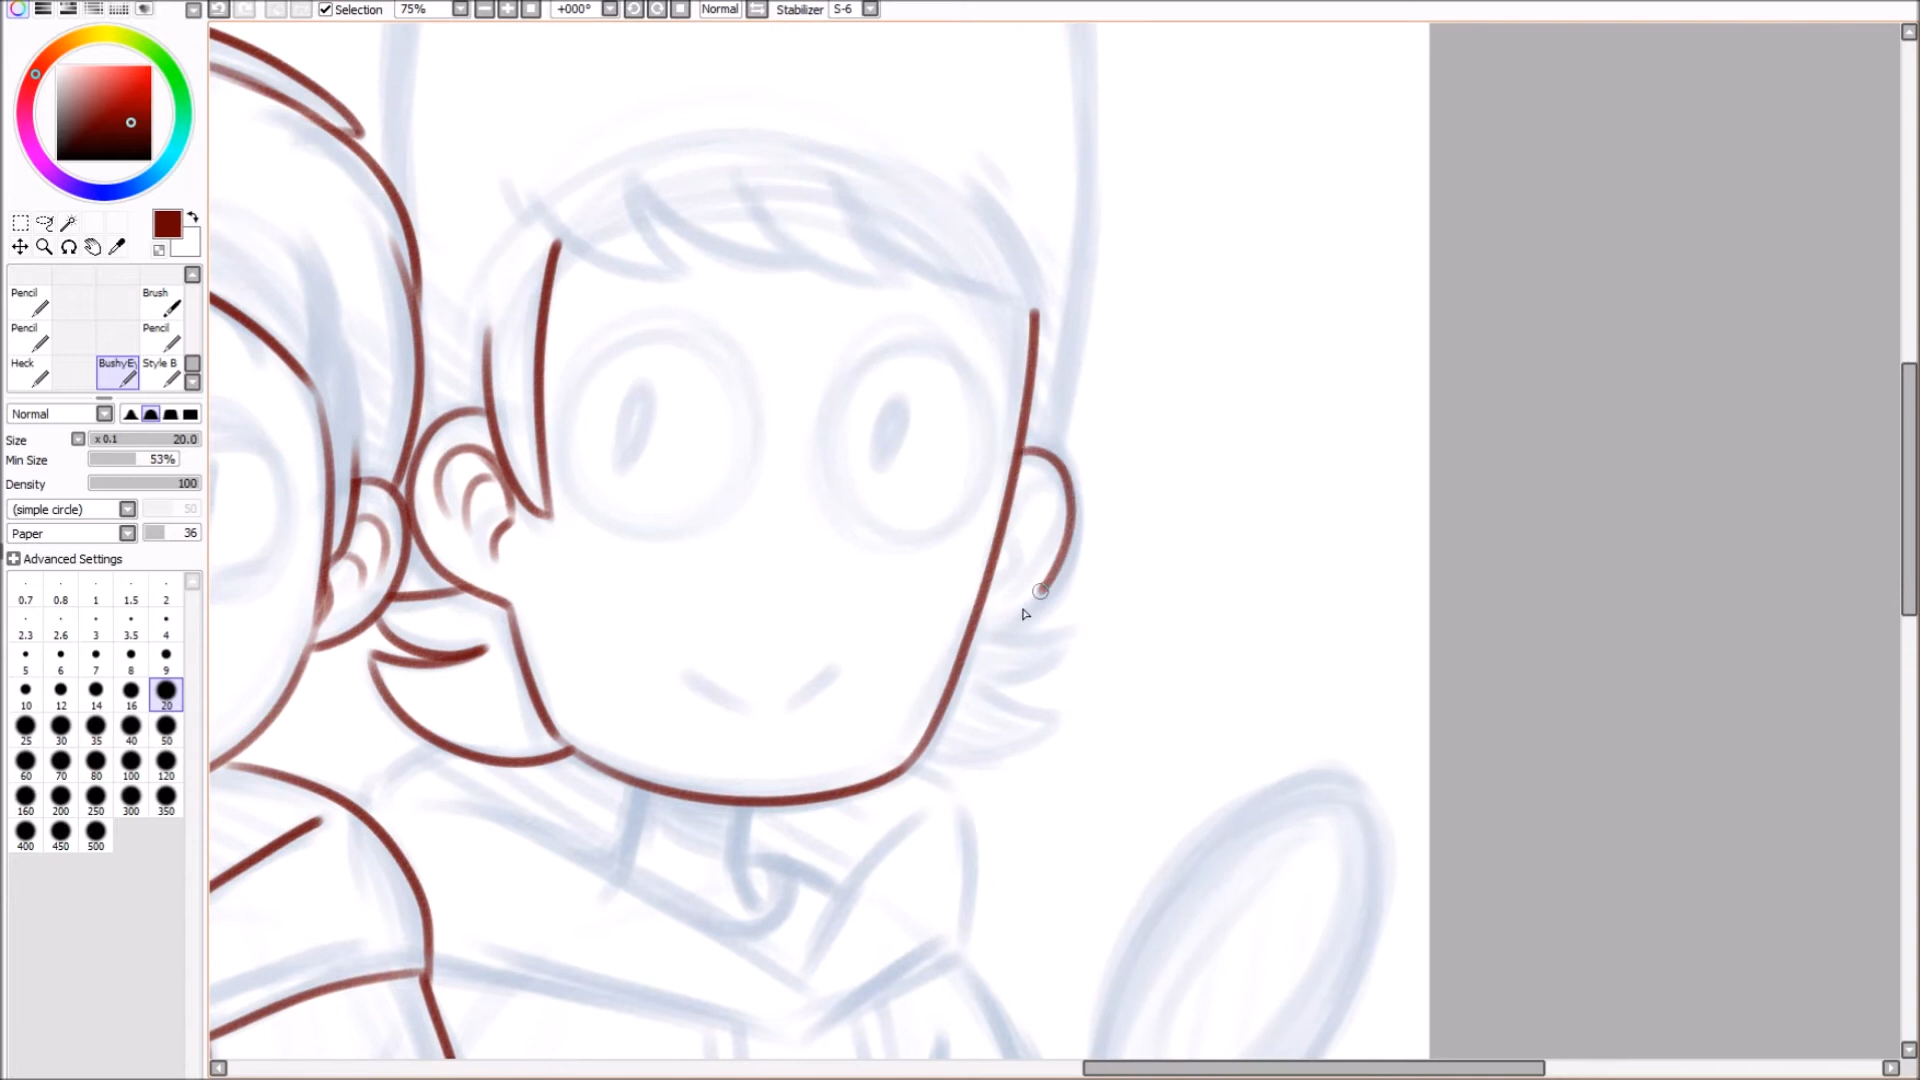 Selection 75% +000° Normal Stabilizer S-6
Pencil Brush
Pencil Pencil
Heck BushyE Style B
Normal
Size x 0.1 20.0
Min Size 53%
Density 100
(simple circle) 50
Paper 36
Advanced Settings
0.7 0.8 1 1.5 2
2.3 2.6 3 3.5 4
5 6 7 8 9
10 12 14 16 20
25 30 35 40 50
60 70 80 100 120
160 200 250 300 350
400 450 500